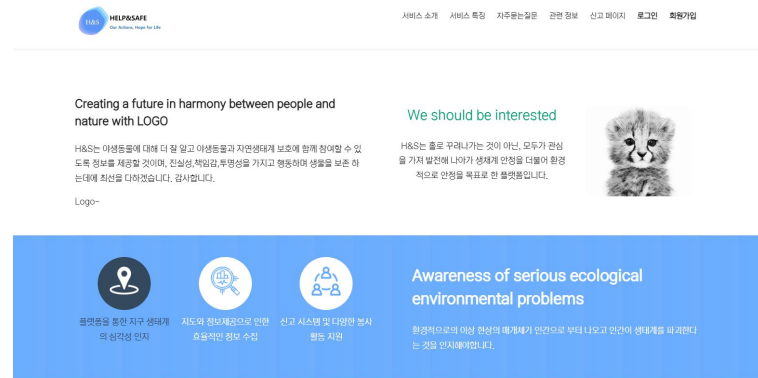 H&S
HELP&SAFE
Our Actions, Hope for Life
서비스 소개 서비스 특징 자주묻는질문 관련 정보 신고 페이지 로그인 회원가입
Creating a future in harmony between people and
nature with LOGO
H&S는 야생동물에 대해 더 잘 알고 야생동물과 자연생태계 보호에 함께 참여할 수 있
도록 정보를 제공할 것이며, 진실성,책임감,투명성을 가지고 행동하며 생물을 보존 하
는데에 최선을 다하겠습니다. 감사합니다.
Logo-
We should be interested
H&S는 홀로 꾸려나가는 것이 아닌, 모두가 관심
을 가져 발전해 나아가 생채계 안정을 더불어 환경
적으로 안정을 목표로 한 플랫폼입니다.
플랫폼을 통한 지구 생태계
의 심각성 인지
지도와 정보제공으로 인한
효율적인 정보 수집
신고 시스템 및 다양한 봉사
활동 지원
Awareness of serious ecological
environmental problems
환경적으로의 이상 현상의 매개체가 인간으로 부터 나오고 인간이 생태계를 파괴한다
는 것을 인지해야합니다.